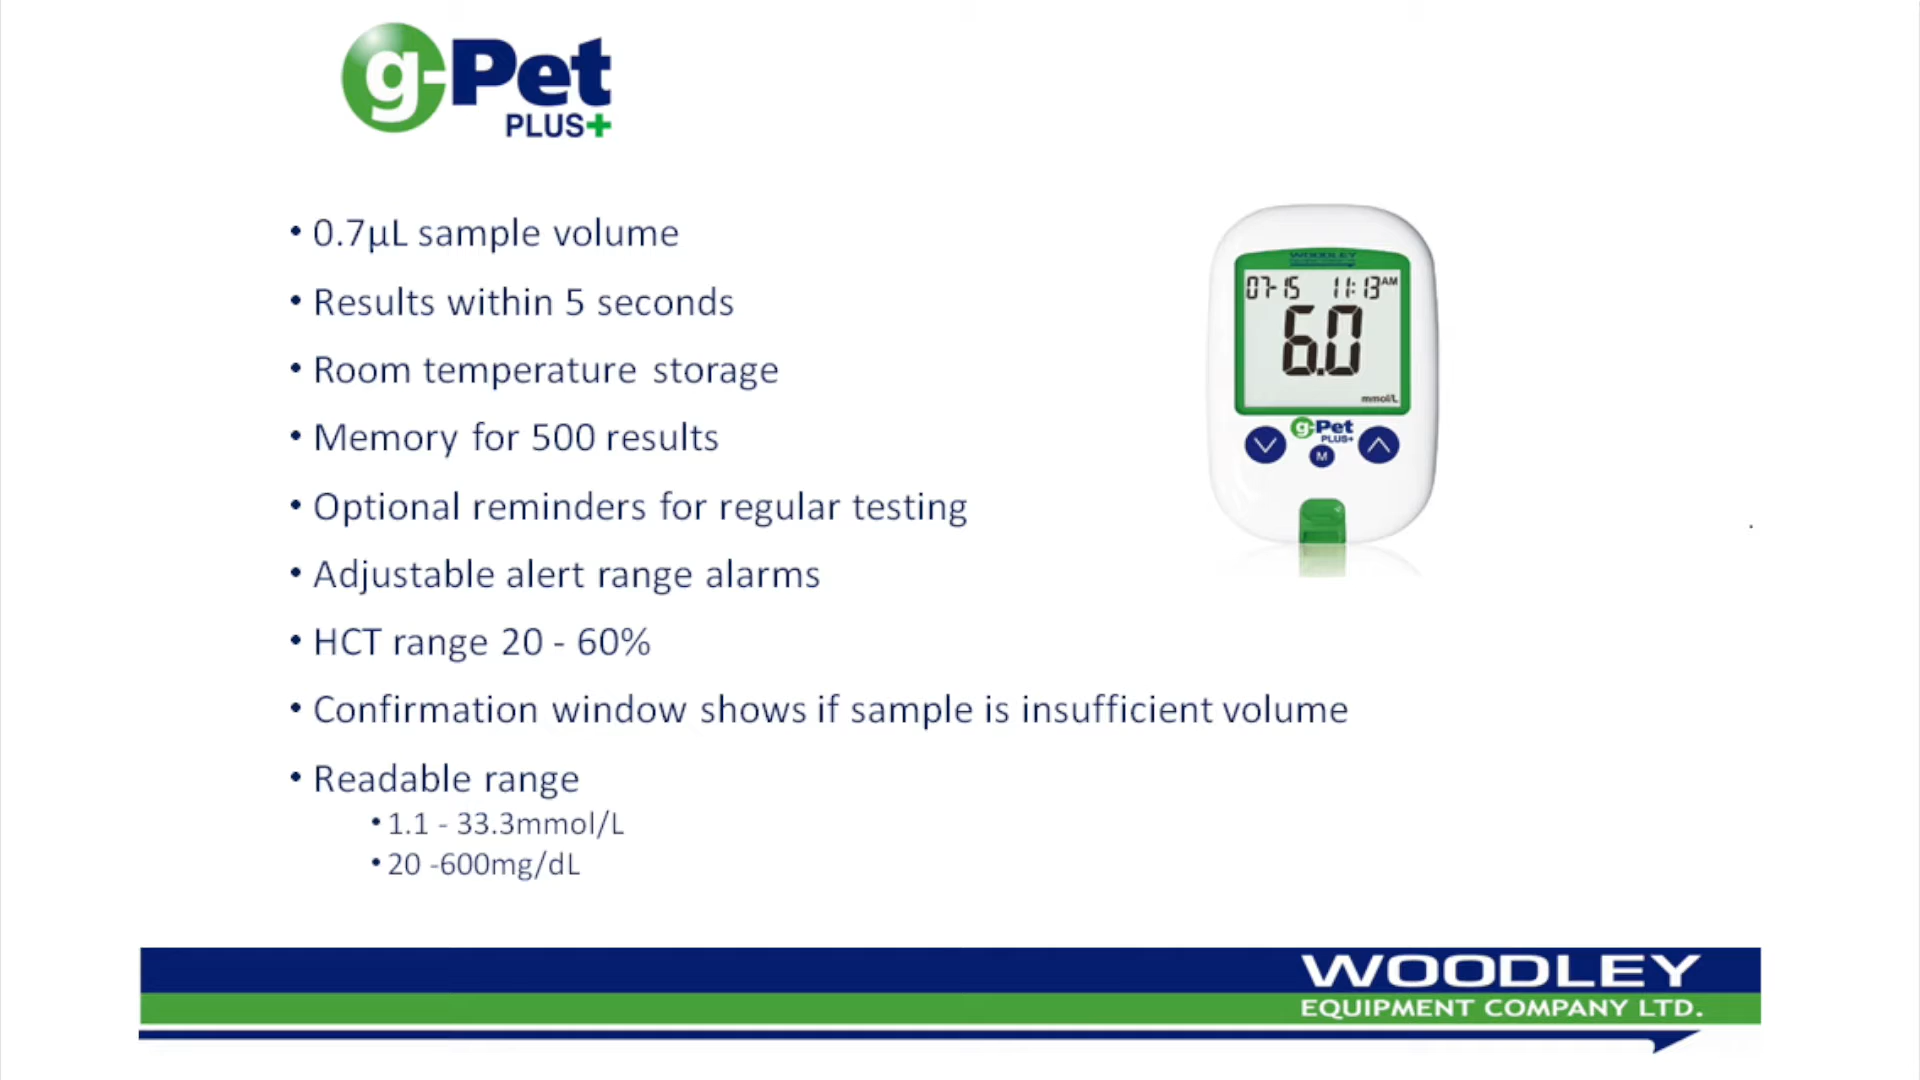 g-Pet
PLUS+
• 0.7µL sample volume
• Results within 5 seconds
• Room temperature storage
• Memory for 500 results
• Optional reminders for regular testing
• Adjustable alert range alarms
• HCT range 20 - 60%
• Confirmation window shows if sample is insufficient volume
• Readable range
• 1.1 - 33.3mmol/L
• 20 -600mg/dL
WOODLEY
07-15 11:13 AM
6.0
mmol/L
g-Pet
PLUS+
M
WOODLEY
EQUIPMENT COMPANY LTD.